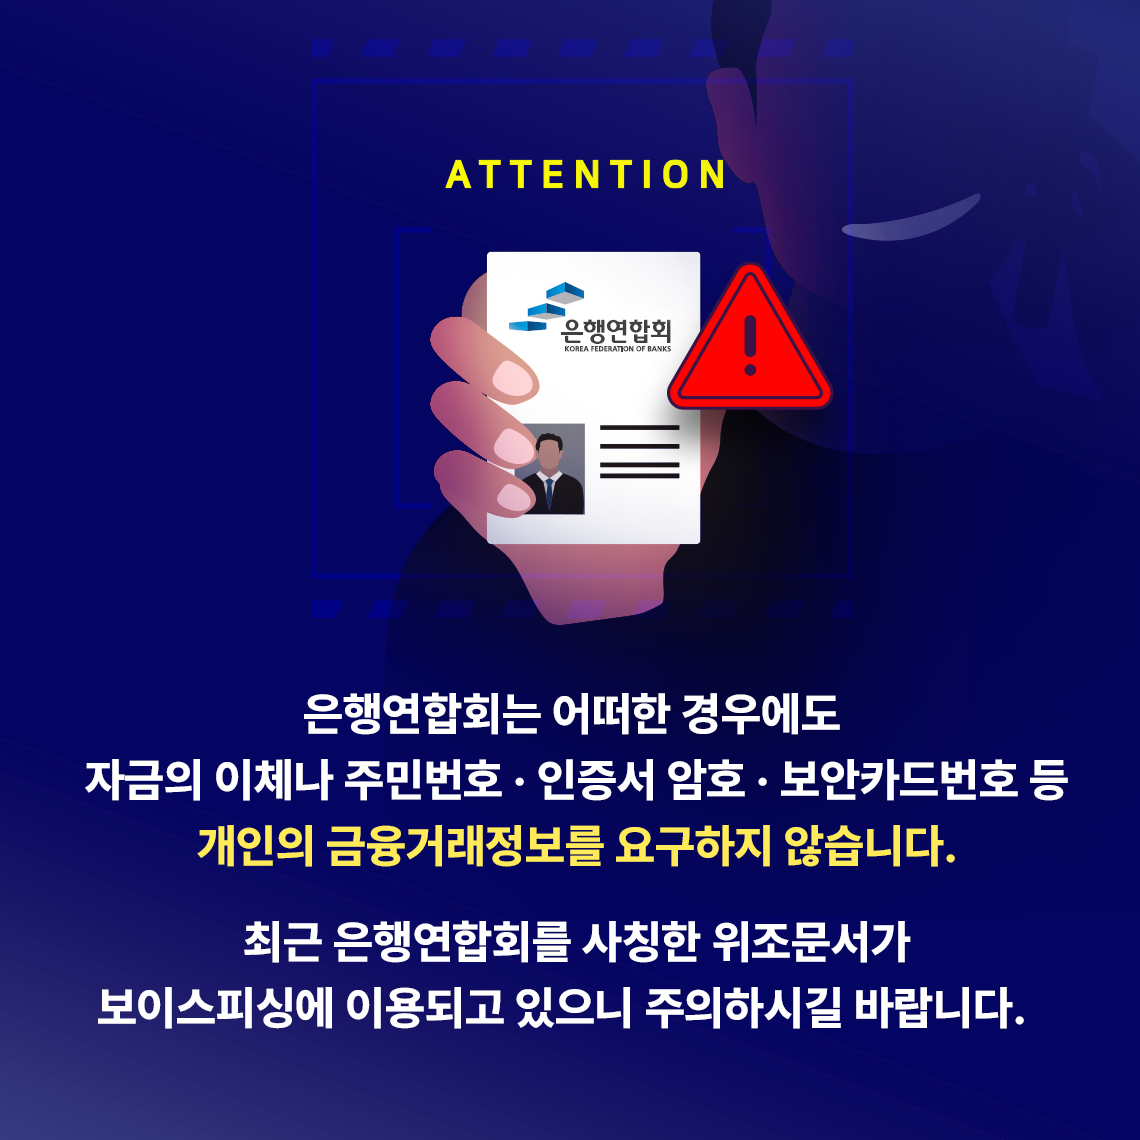 ATTENTION
은행연합회
KOREA FEDERATION OF BANKS
은행연합회는 어떠한 경우에도
자금의 이체나 주민번호 · 인증서 암호 · 보안카드번호 등
개인의 금융거래정보를 요구하지 않습니다.
최근 은행연합회를 사칭한 위조문서가
보이스피싱에 이용되고 있으니 주의하시길 바랍니다.